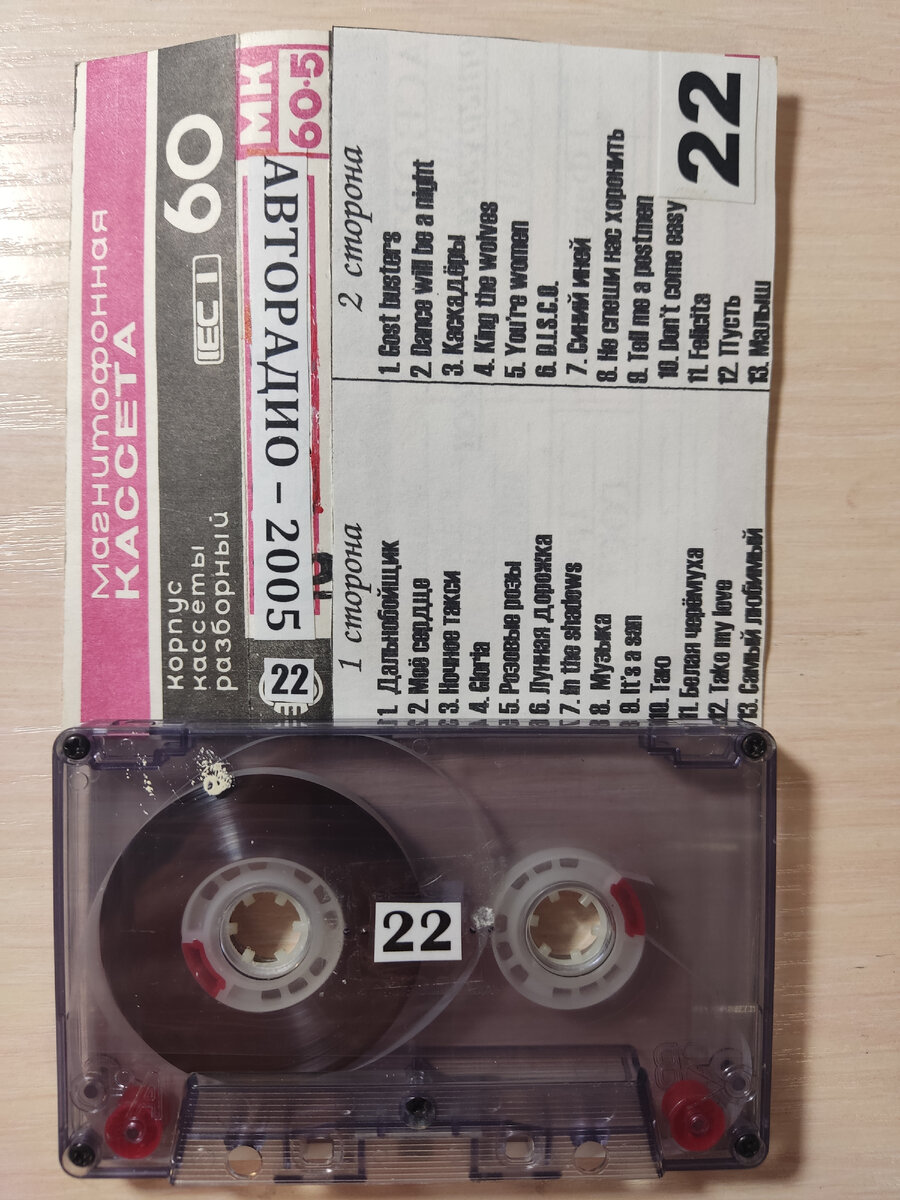 Магнитофонная
КАССЕТА
60
IEC I
корпус
кассеты
разборный
МК
60·5
АВТОРАДИО – 2005
22
22
1 сторона
1. Дальнобойщик
2. Моё сердце
3. Ночное такси
4. Gloria
5. Розовые розы
6. Лунная дорожка
7. In the shadows
8. Музыка
9. It's a san
10. Тао
11. Белая черёмуха
12. Take my love
13. Самый любимый
2 сторона
1. Gost busters
2. Dance will be a night
3. Каскадёры
4. King the wolves
5. You're women
6. D.I.S.C.O.
7. Синий иней
8. Не спеши нас хоронить
9. Tell me a postmen
10. Don't come easy
11. Felicita
12. Пусть
13. Малыш
22